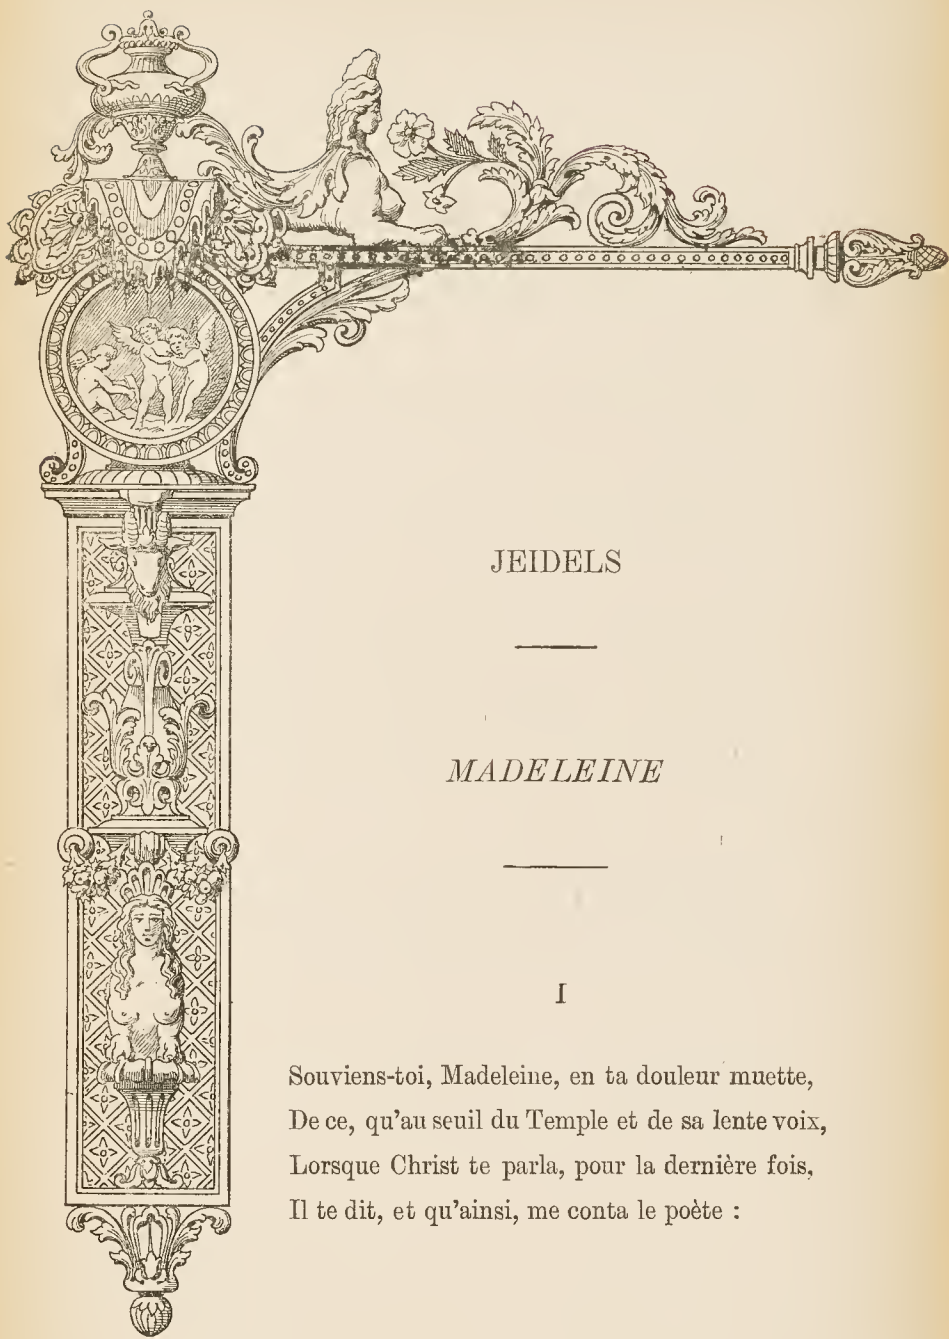 JEIDELS
MADELEINE
I
Souviens-toi, Madeleine, en ta douleur muette,
De ce, qu'au seuil du Temple et de sa lente voix,
Lorsque Christ te parla, pour la dernière fois,
Il te dit, et qu'ainsi, me conta le poète :